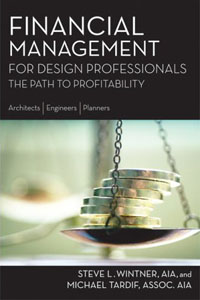 FINANCIAL
MANAGEMENT
FOR DESIGN PROFESSIONALS
THE PATH TO PROFITABILITY
Architects | Engineers | Planners
STEVE L. WINTNER, AIA, and
MICHAEL TARDIF, ASSOC. AIA